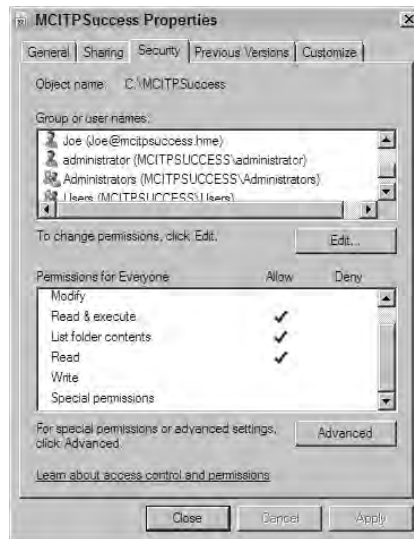 MCITPSuccess Properties
General Sharing Security Previous Versions Customize
Object name: C:\MCITPSuccess
Group or user names:
Joe (Joe@mcitpsuccess.hme)
administrator (MCITPSUCCESS\administrator)
Administrators (MCITPSUCCESS\Administrators)
Users (MCITPSUCCESS\Users)
To change permissions, click Edit.
Edit...
Permissions for Everyone Allow Deny
Modify
Read & execute
List folder contents
Read
Write
Special permissions
For special permissions or advanced settings,
click Advanced.
Advanced
Learn about access control and permissions
Close Cancel Apply